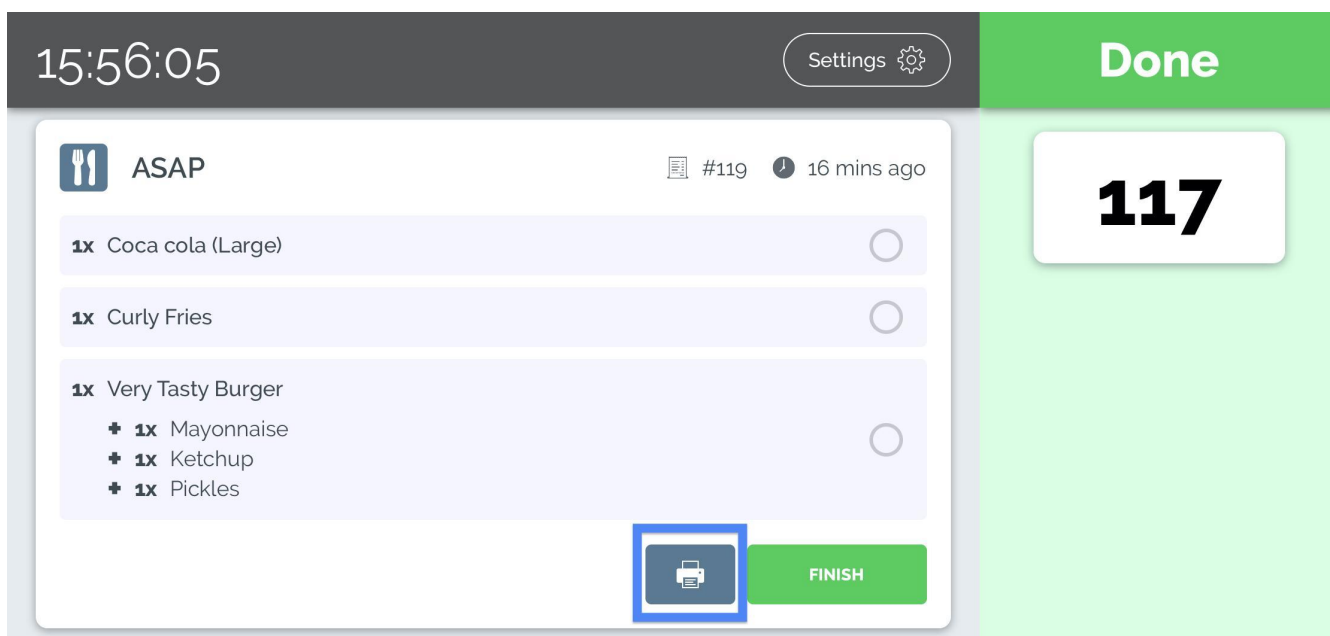 15:56:05
Settings
Done
ASAP
#119
16 mins ago
117
1x Coca cola (Large)
1x Curly Fries
1x Very Tasty Burger
+ 1x Mayonnaise
+ 1x Ketchup
+ 1x Pickles
FINISH